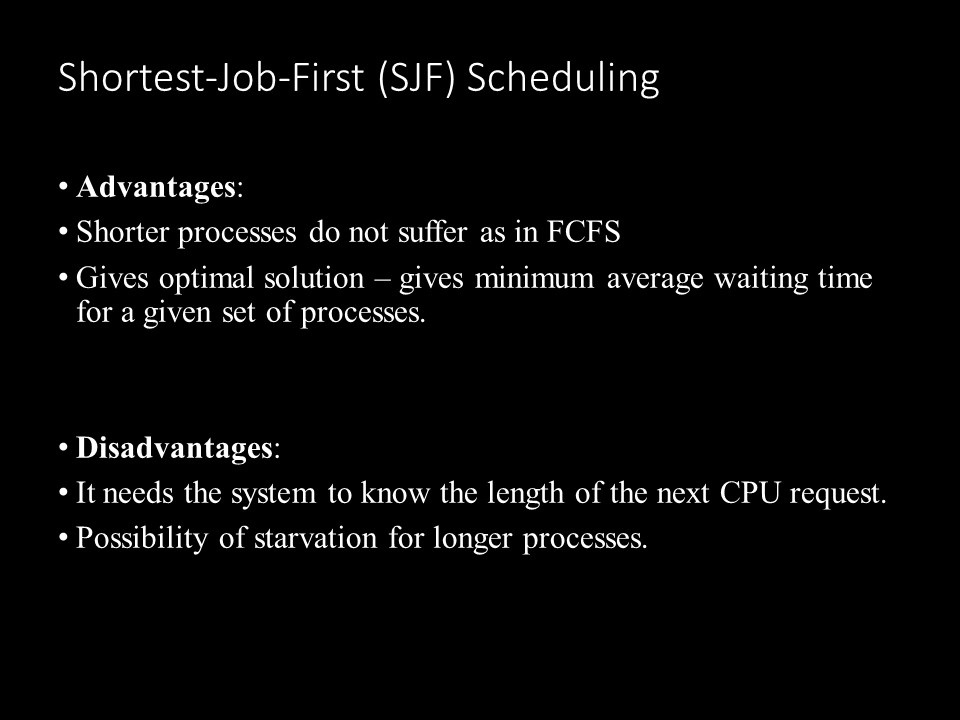 Shortest-Job-First (SJF) Scheduling
• Advantages:
• Shorter processes do not suffer as in FCFS
• Gives optimal solution – gives minimum average waiting time
for a given set of processes.
• Disadvantages:
• It needs the system to know the length of the next CPU request.
• Possibility of starvation for longer processes.